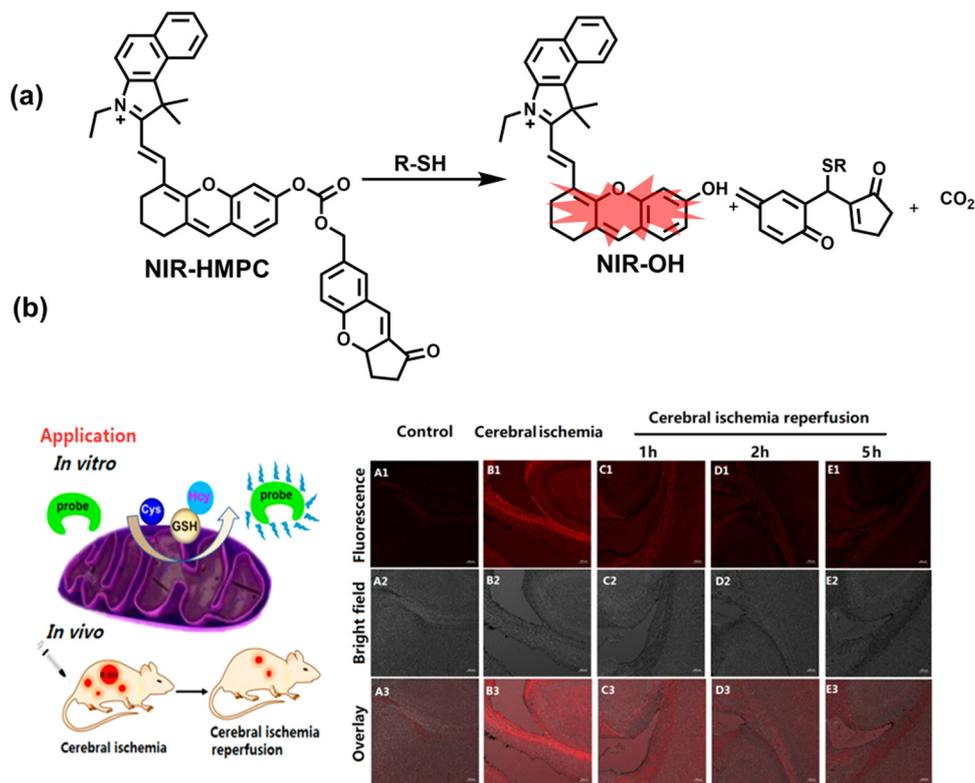 (a)
N
+
O
O
O
O
NIR-HMPC
O
O
R-SH
N
+
O
OH
NIR-OH
+
SR
O
O
+
CO2
(b)
Application
In vitro
probe
Cys
Hcy
GSH
probe
In vivo
R-SH
Cerebral ischemia
Cerebral ischemia
reperfusion
Cerebral ischemia reperfusion
Control
Cerebral ischemia
1h
2h
5h
Fluorescence
A1
B1
C1
D1
E1
Bright field
A2
B2
C2
D2
E2
Overlay
A3
B3
C3
D3
E3